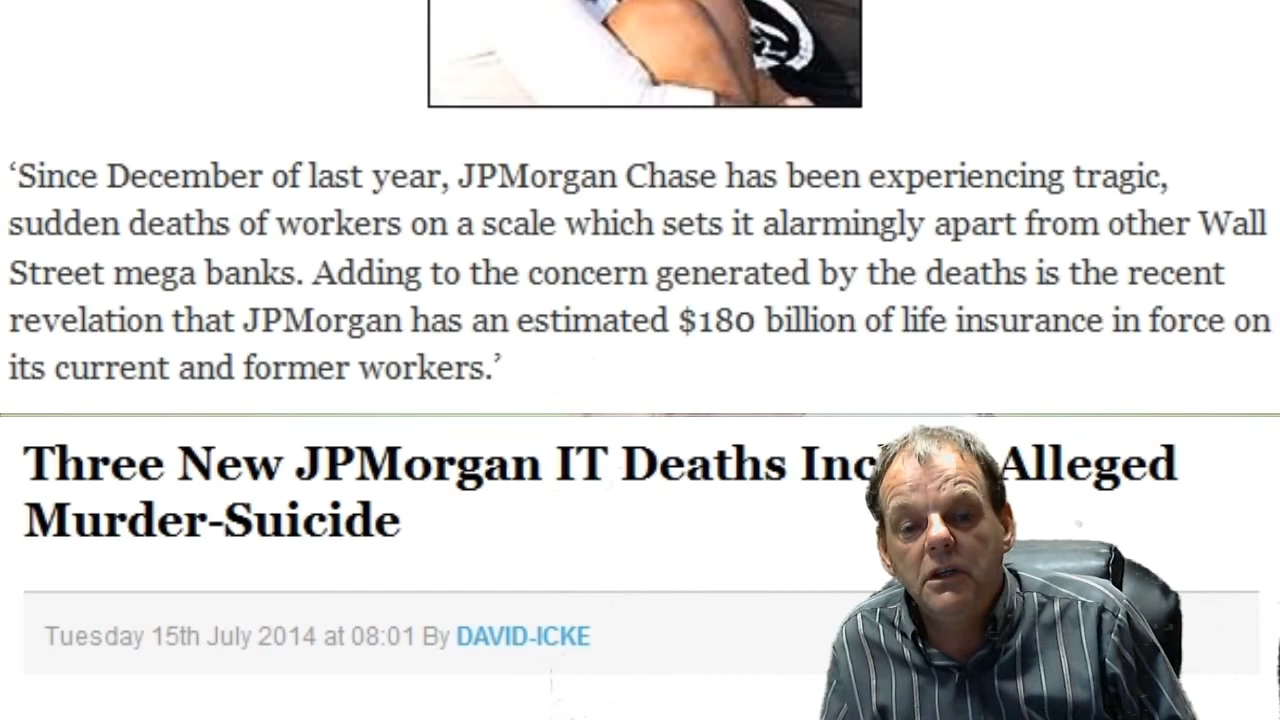 ‘Since December of last year, JPMorgan Chase has been experiencing tragic,
sudden deaths of workers on a scale which sets it alarmingly apart from other Wall
Street mega banks. Adding to the concern generated by the deaths is the recent
revelation that JPMorgan has an estimated $180 billion of life insurance in force on
its current and former workers.’
Three New JPMorgan IT Deaths Alleged
Murder-Suicide
Tuesday 15th July 2014 at 08:01 By DAVID-ICKE